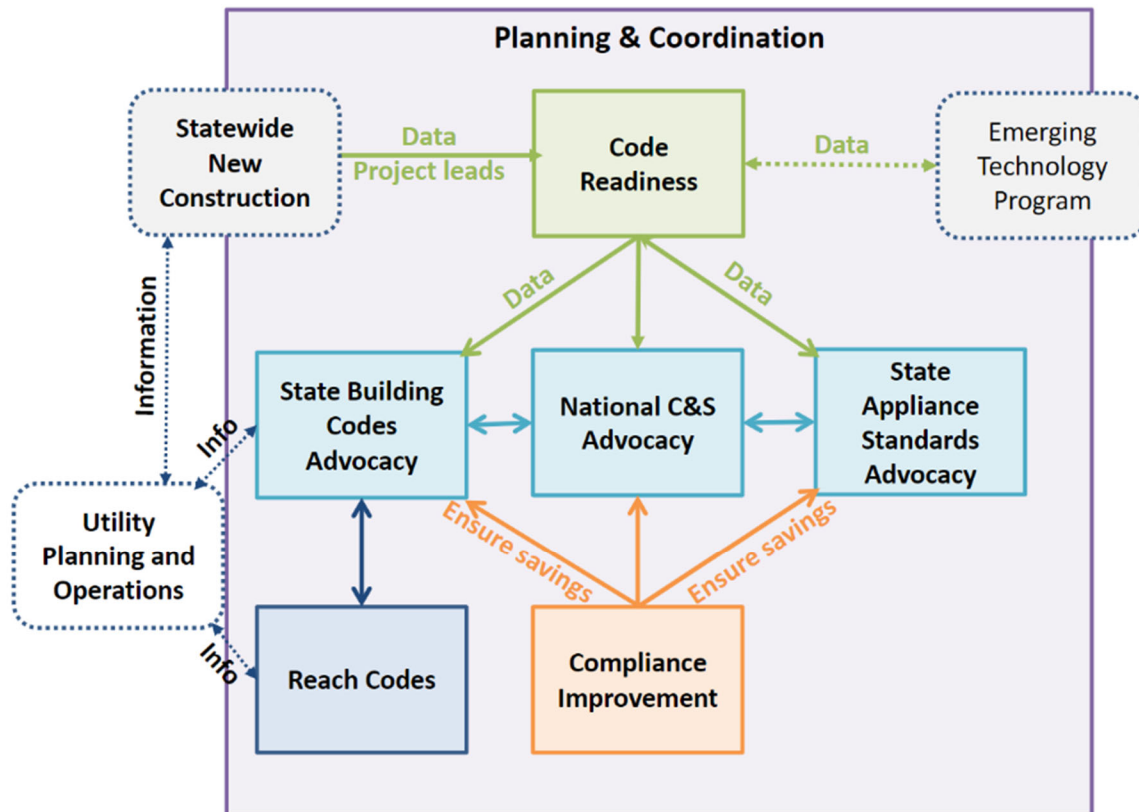 Planning & Coordination
Statewide
New
Construction
Data
Project leads
Code
Readiness
Data
Emerging
Technology
Program
Information
Data
Data
State Building
Codes
Advocacy
National C&S
Advocacy
State
Appliance
Standards
Advocacy
Info
Utility
Planning and
Operations
Ensure savings
Ensure savings
Info
Reach Codes
Compliance
Improvement